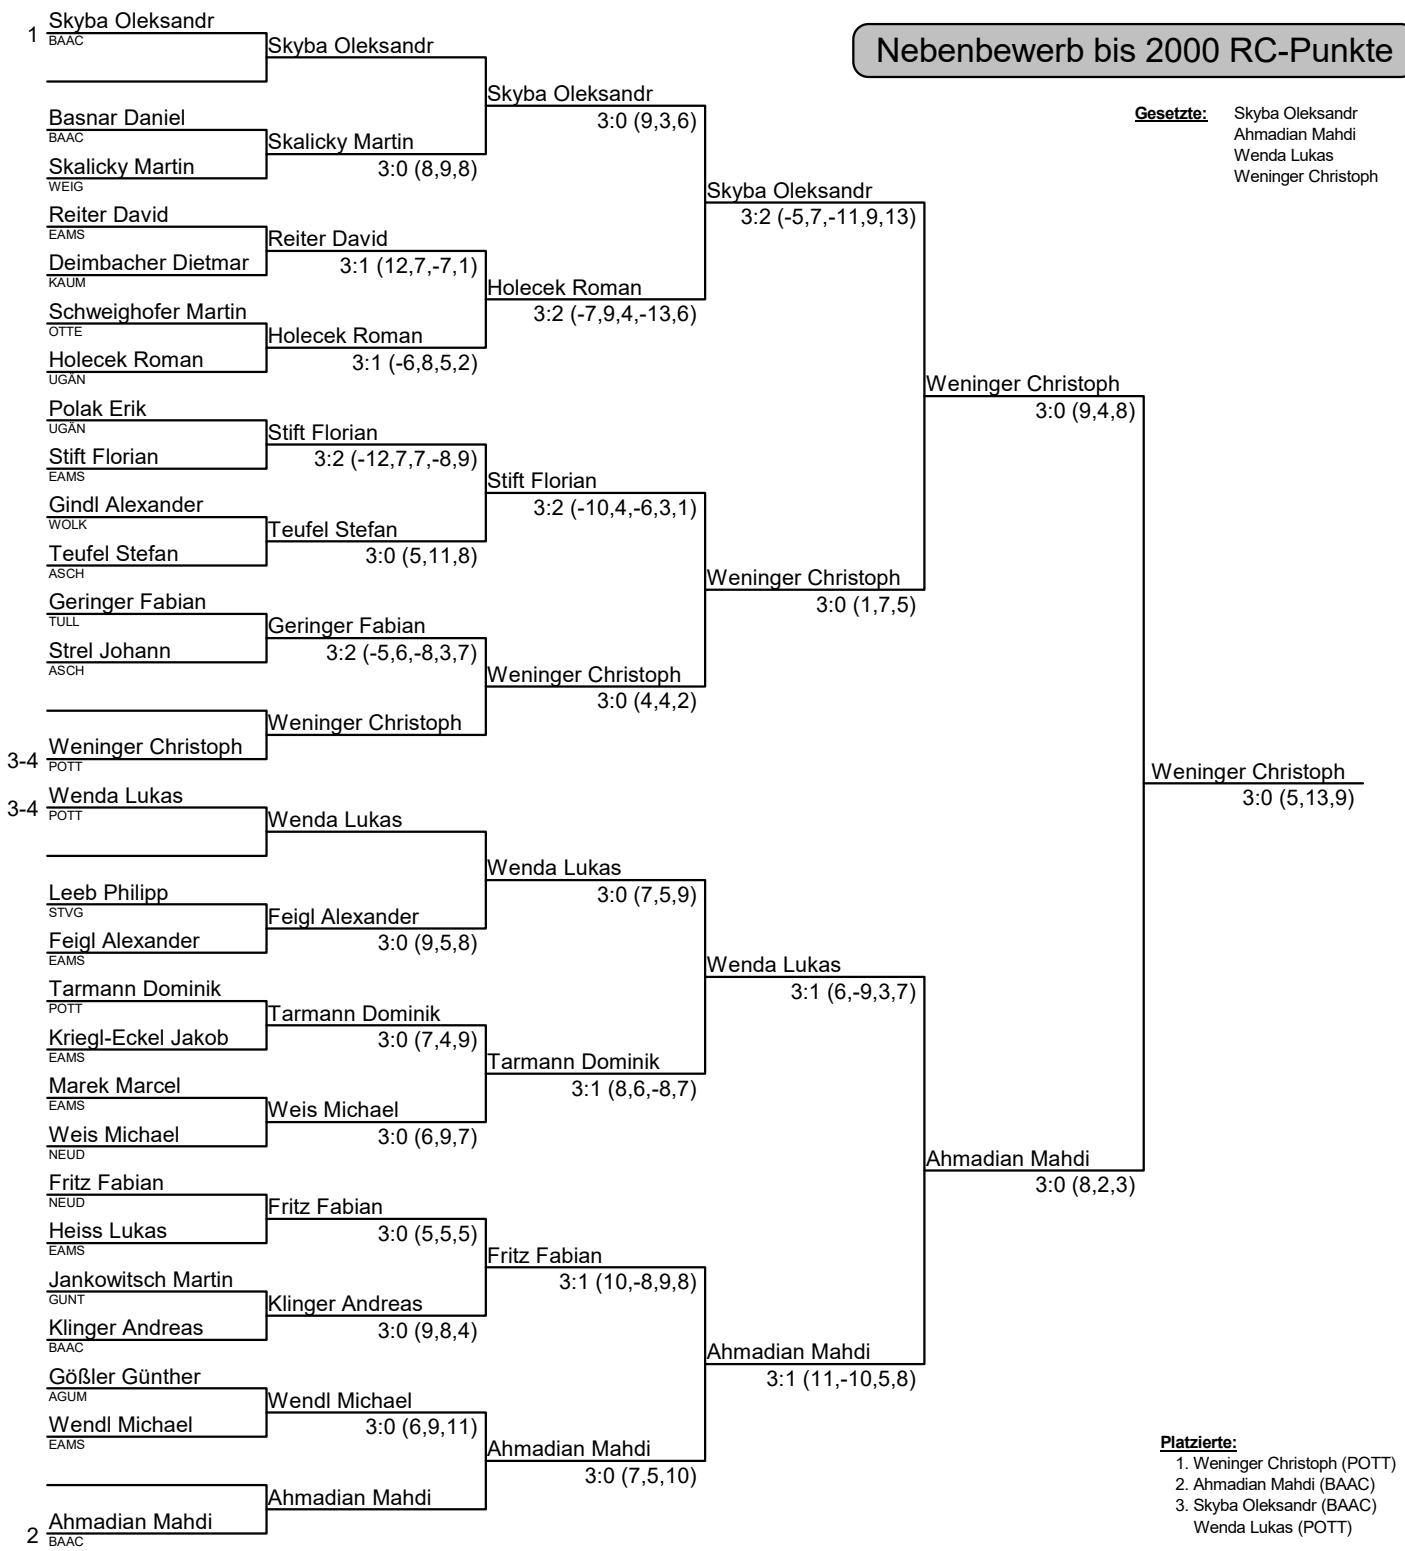 Nebenbewerb bis 2000 RC-Punkte
Gesetzte: Skyba Oleksandr
Ahmadian Mahdi
Wenda Lukas
Weninger Christoph
1 Skyba Oleksandr
BAAC
Basnar Daniel
BAAC
Skalicky Martin
WEIG
Reiter David
EAMS
Deimbacher Dietmar
KAUM
Schweighofer Martin
OTTE
Holecek Roman
UGÄN
Polak Erik
UGÄN
Stift Florian
EAMS
Gindl Alexander
WOLK
Teufel Stefan
ASCH
Geringer Fabian
TULL
Strel Johann
ASCH
3-4 Weninger Christoph
POTT
3-4 Wenda Lukas
POTT
Leeb Philipp
STVG
Feigl Alexander
EAMS
Tarmann Dominik
POTT
Kriegl-Eckel Jakob
EAMS
Marek Marcel
EAMS
Weis Michael
NEUD
Fritz Fabian
NEUD
Heiss Lukas
EAMS
Jankowitsch Martin
GUNT
Klinger Andreas
BAAC
Gößler Günther
AGUM
Wendl Michael
EAMS
2 Ahmadian Mahdi
BAAC
Skyba Oleksandr
Skalicky Martin
3:0 (8,9,8)
Reiter David
3:1 (12,7,-7,1)
Holecek Roman
3:1 (-6,8,5,2)
Stift Florian
3:2 (-12,7,7,-8,9)
Teufel Stefan
3:0 (5,11,8)
Geringer Fabian
3:2 (-5,6,-8,3,7)
Weninger Christoph
Wenda Lukas
Feigl Alexander
3:0 (9,5,8)
Tarmann Dominik
3:0 (7,4,9)
Weis Michael
3:0 (6,9,7)
Fritz Fabian
3:0 (5,5,5)
Klinger Andreas
3:0 (9,8,4)
Wendl Michael
3:0 (6,9,11)
Ahmadian Mahdi
Skyba Oleksandr
3:0 (9,3,6)
Holecek Roman
3:2 (-7,9,4,-13,6)
Stift Florian
3:2 (-10,4,-6,3,1)
Weninger Christoph
3:0 (4,4,2)
Wenda Lukas
3:0 (7,5,9)
Tarmann Dominik
3:1 (8,6,-8,7)
Fritz Fabian
3:1 (10,-8,9,8)
Ahmadian Mahdi
3:0 (7,5,10)
Skyba Oleksandr
3:2 (-5,7,-11,9,13)
Weninger Christoph
3:0 (1,7,5)
Wenda Lukas
3:1 (6,-9,3,7)
Ahmadian Mahdi
3:1 (11,-10,5,8)
Weninger Christoph
3:0 (9,4,8)
Ahmadian Mahdi
3:0 (8,2,3)
Weninger Christoph
3:0 (5,13,9)
Platzierte:
1. Weninger Christoph (POTT)
2. Ahmadian Mahdi (BAAC)
3. Skyba Oleksandr (BAAC)
Wenda Lukas (POTT)